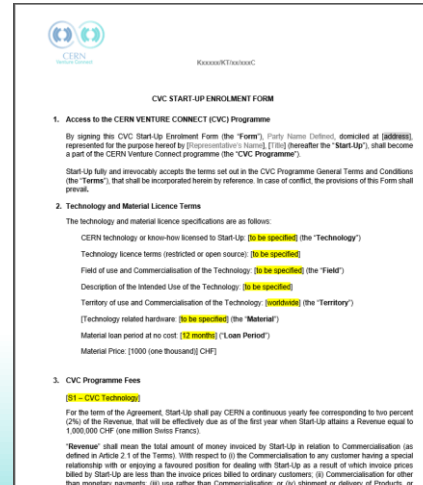 CERN
Venture Connect
Kxxxxx/KT/xx/xxxC
CVC START-UP ENROLMENT FORM
1. Access to the CERN VENTURE CONNECT (CVC) Programme
By signing this CVC Start-Up Enrolment Form (the "Form"), Party Name Defined, domiciled at [address],
represented for the purpose hereof by [Representative's Name], [Title] (hereafter the "Start-Up"), shall become
a part of the CERN Venture Connect programme (the "CVC Programme").
Start-Up fully and irrevocably accepts the terms set out in the CVC Programme General Terms and Conditions
(the "Terms"), that shall be incorporated herein by reference. In case of conflict, the provisions of this Form shall
prevail.
2. Technology and Material Licence Terms
The technology and material licence specifications are as follows:
CERN technology or know-how licensed to Start-Up: [to be specified] (the "Technology")
Technology licence terms (restricted or open source): [to be specified]
Field of use and Commercialisation of the Technology: [to be specified] (the "Field")
Description of the Intended Use of the Technology: [to be specified]
Territory of use and Commercialisation of the Technology: [worldwide] (the "Territory")
[Technology related hardware: [to be specified] (the "Material")
Material loan period at no cost: [12 months] ("Loan Period")
Material Price: [1000 (one thousand)] CHF]
3. CVC Programme Fees
[S1 – CVC Technology]
For the term of the Agreement, Start-Up shall pay CERN a continuous yearly fee corresponding to two percent
(2%) of the Revenue, that will be effectively due as of the first year when Start-Up attains a Revenue equal to
1,000,000 CHF (one million Swiss Francs).
"Revenue" shall mean the total amount of money invoiced by Start-Up in relation to Commercialisation (as
defined in Article 2.1 of the Terms). With respect to (i) the Commercialisation to any customer having a special
relationship with or enjoying a favoured position for dealing with Start-Up as a result of which invoice prices
billed by Start-Up are less than the invoice prices billed to ordinary customers; (ii) Commercialisation for other
than monetary payments; (iii) use rather than Commercialisation; or (iv) shipment or delivery of Products, or